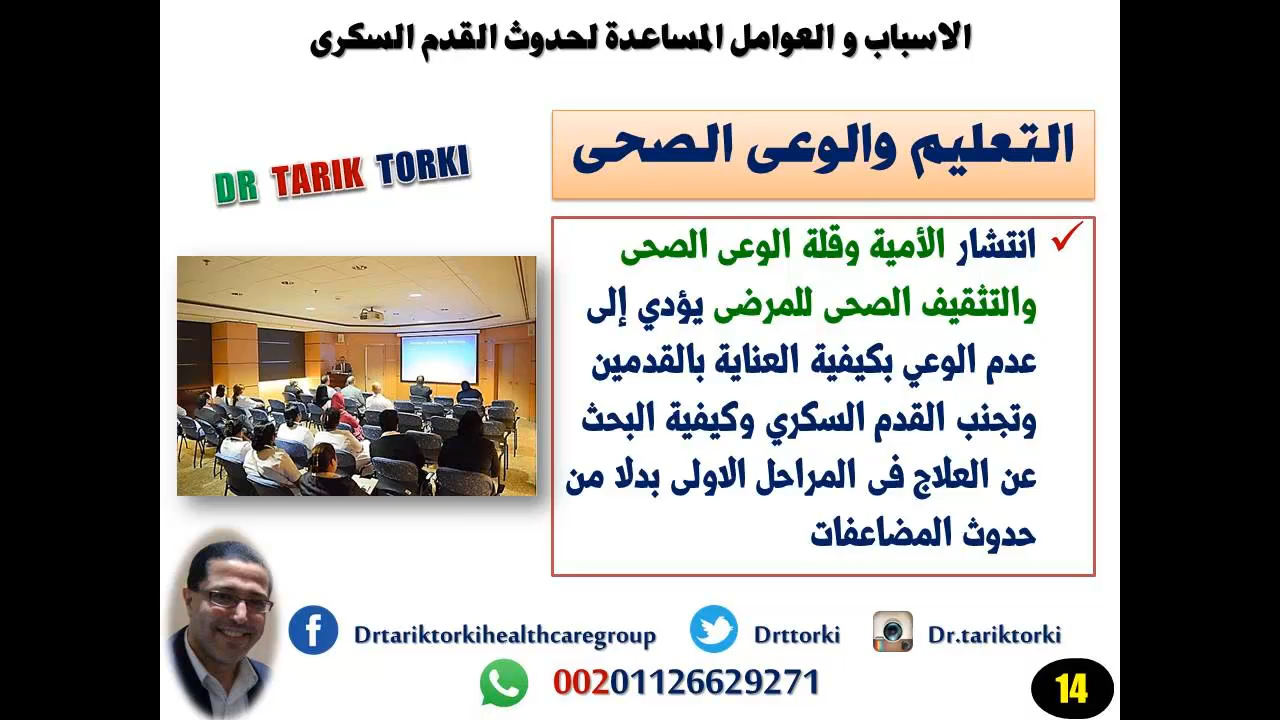 الاسباب و العوامل المساعدة لحدوث القدم السكرى
التعليم والوعى الصحى
DR TARIK TORKI
انتشار الأمية وقلة الوعى الصحى
والتثقيف الصحى للمرضى يؤدي إلى
عدم الوعي بكيفية العناية بالقدمين
وتجنب القدم السكري وكيفية البحث
عن العلاج فى المراحل الاولى بدلا من
حدوث المضاعفات
Drtariktorkihealthcaregroup
Drttorki
Dr.tariktorki
00201126629271
14